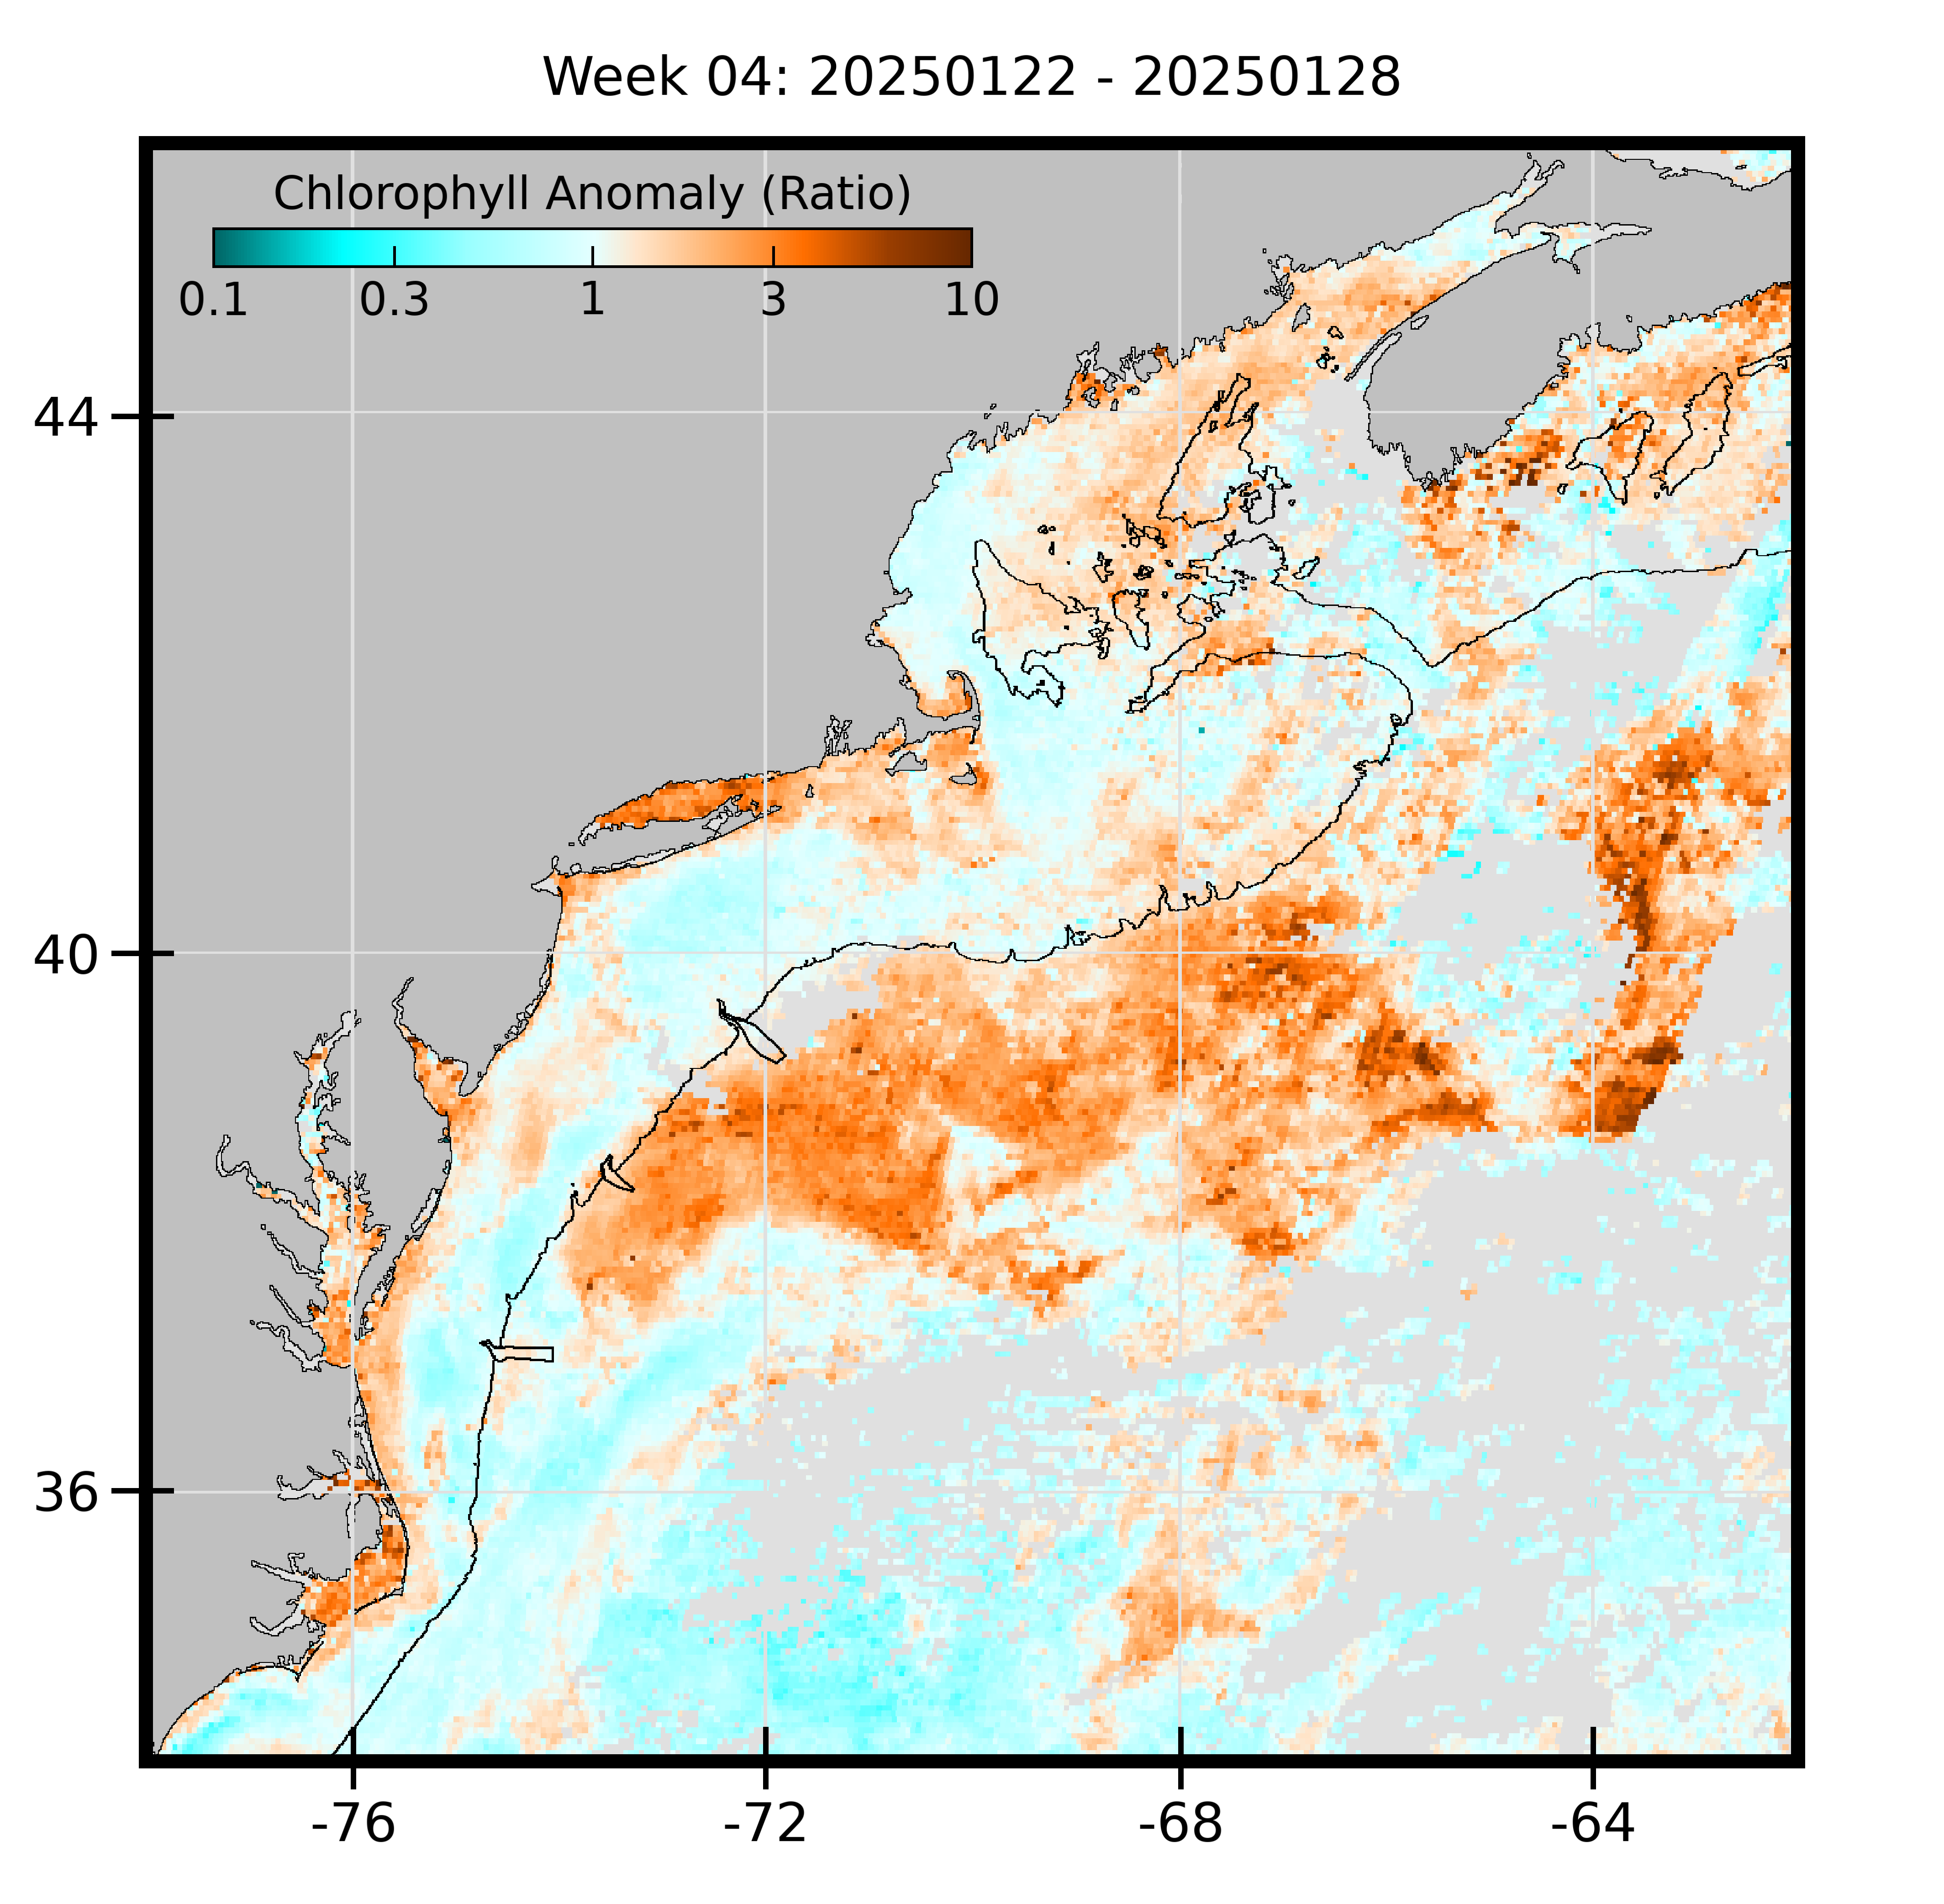 Week 04: 20250122 - 20250128
Chlorophyll Anomaly (Ratio)
0.1 0.3 1 3 10
44
40
36
-76 -72 -68 -64